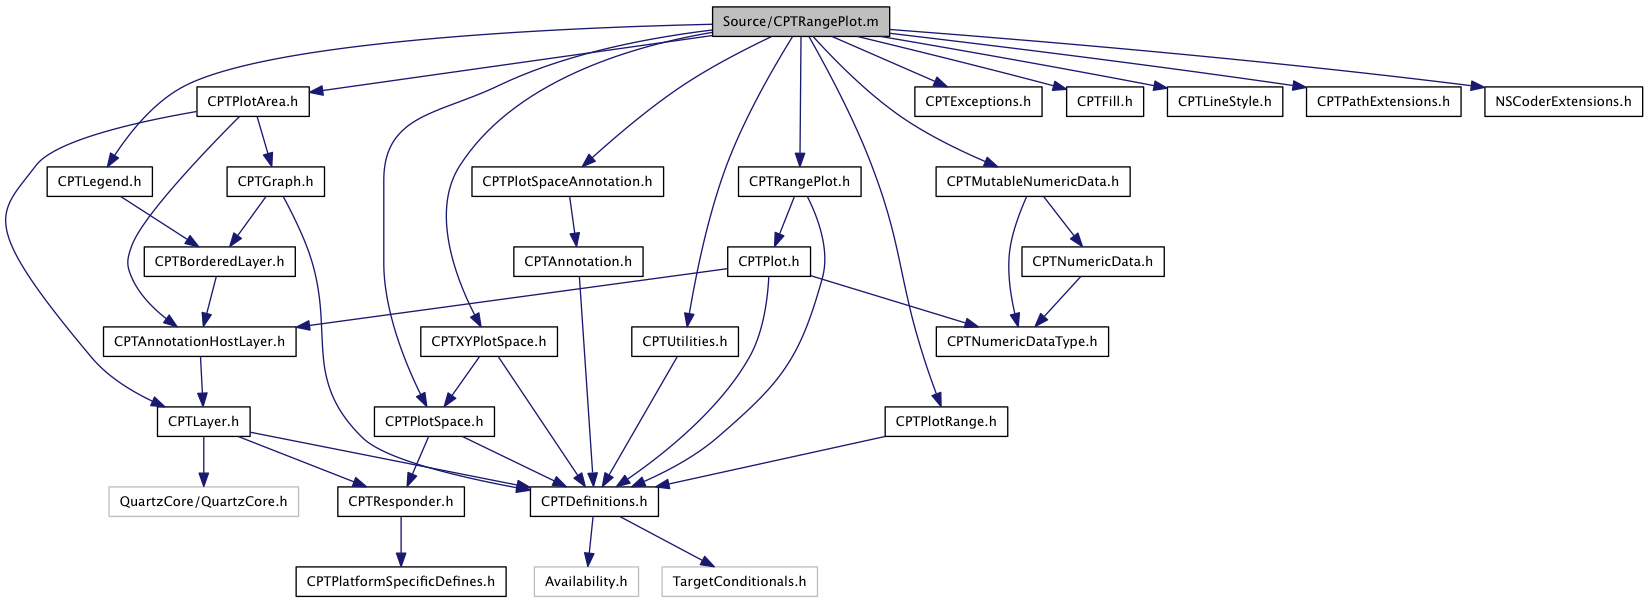 Source/CPTRangePlot.m
CPTPlotArea.h
CPTExceptions.h
CPTFill.h
CPTLineStyle.h
CPTPathExtensions.h
NSCoderExtensions.h
CPTLegend.h
CPTGraph.h
CPTPlotSpaceAnnotation.h
CPTRangePlot.h
CPTMutableNumericData.h
CPTBorderedLayer.h
CPTAnnotation.h
CPTPlot.h
CPTNumericData.h
CPTAnnotationHostLayer.h
CPTXYPlotSpace.h
CPTUtilities.h
CPTNumericDataType.h
CPTLayer.h
CPTPlotSpace.h
CPTPlotRange.h
QuartzCore/QuartzCore.h
CPTResponder.h
CPTDefinitions.h
CPTPlatformSpecificDefines.h
Availability.h
TargetConditionals.h